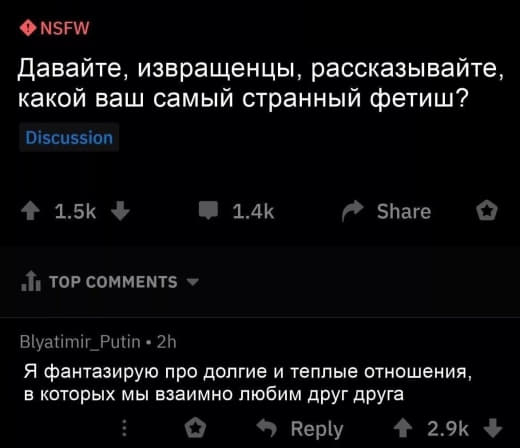 NSFW
Давайте, извращенцы, рассказывайте,
какой ваш самый странный фетиш?
Discussion
1.5k 1.4k Share
TOP COMMENTS
Blyatimir_Putin • 2h
Я фантазирую про долгие и теплые отношения,
в которых мы взаимно любим друг друга
Reply 2.9k